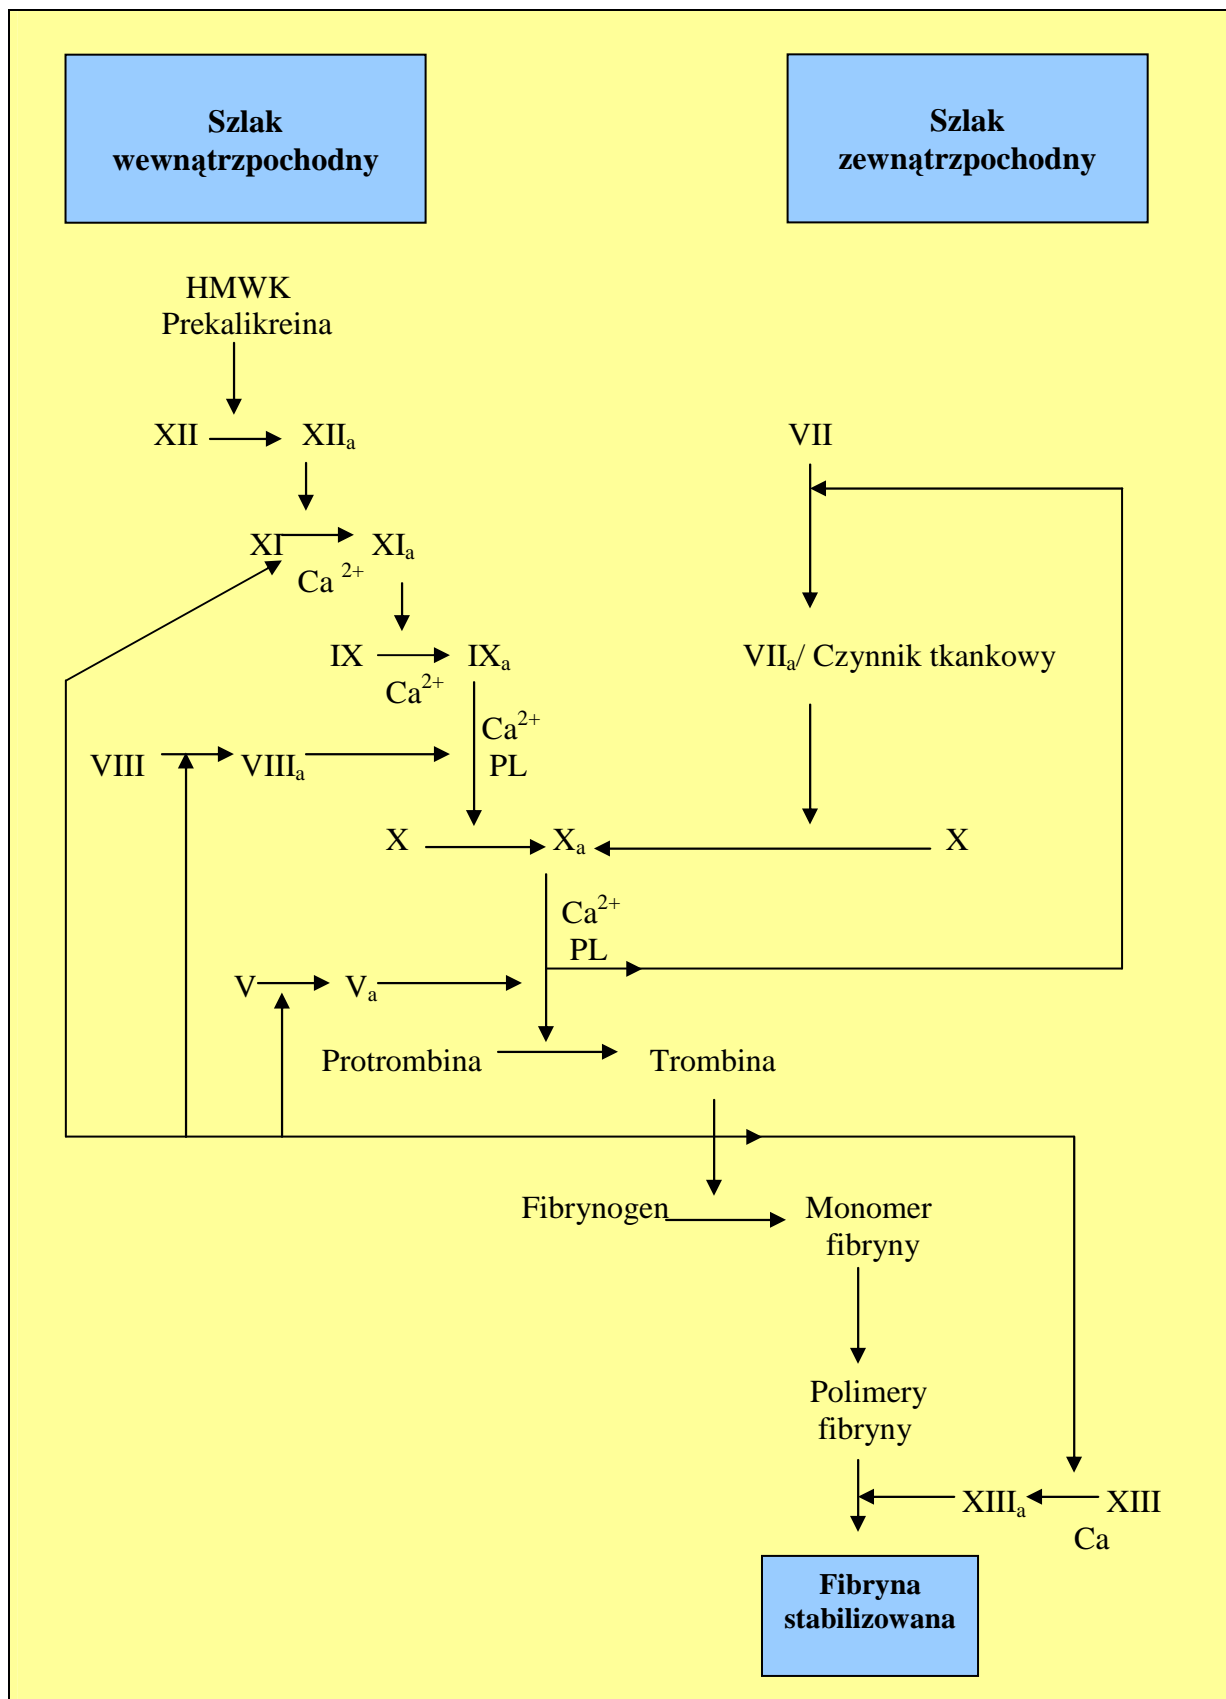 Szlak
wewnątrzpochodny
Szlak
zewnątrzpochodny
HMWK
Prekalikreina
XII XIIa VII
XI XIa
Ca 2+
IX IXa VIIa/ Czynnik tkankowy
Ca2+
Ca2+
VIII VIIIa PL
X Xa X
Ca2+
PL
V Va
Protrombina Trombina
Fibrynogen Monomer
fibryny
Polimery
fibryny
XIIIa XIII
Ca
Fibryna
stabilizowana